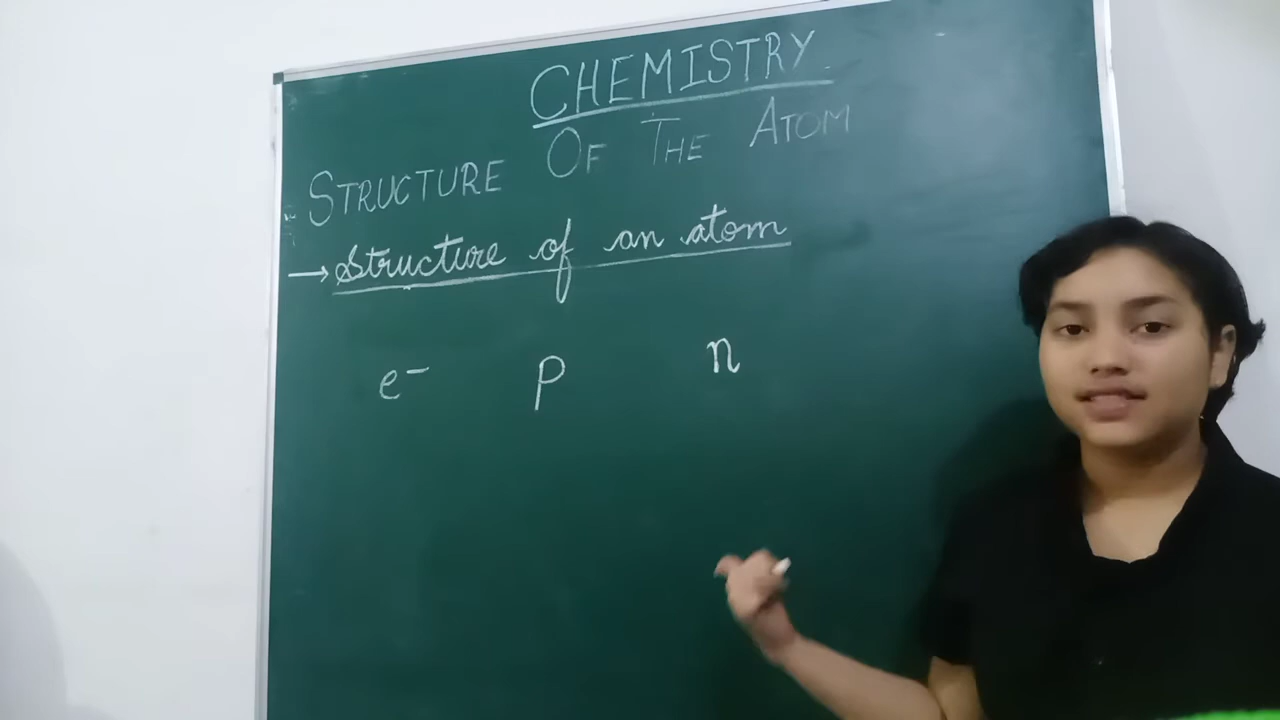 CHEMISTRY
STRUCTURE OF THE ATOM
→ Structure of an atom
e⁻ p n